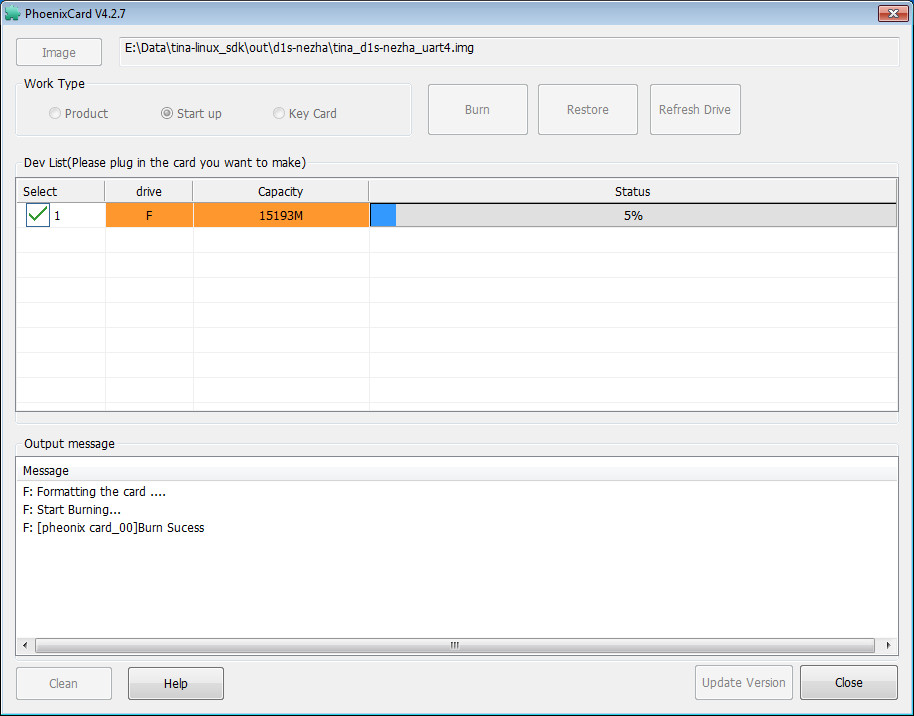 PhoenixCard V4.2.7
Image
E:\Data\tina-linux_sdk\out\d1s-nezha\tina_d1s-nezha_uart4.img
Work Type
Product
Start up
Key Card
Burn
Restore
Refresh Drive
Dev List(Please plug in the card you want to make)
Select drive Capacity Status
1 F 15193M 5%
Output message
Message
F: Formatting the card ....
F: Start Burning...
F: [pheonix card_00]Burn Sucess
Clean
Help
Update Version
Close